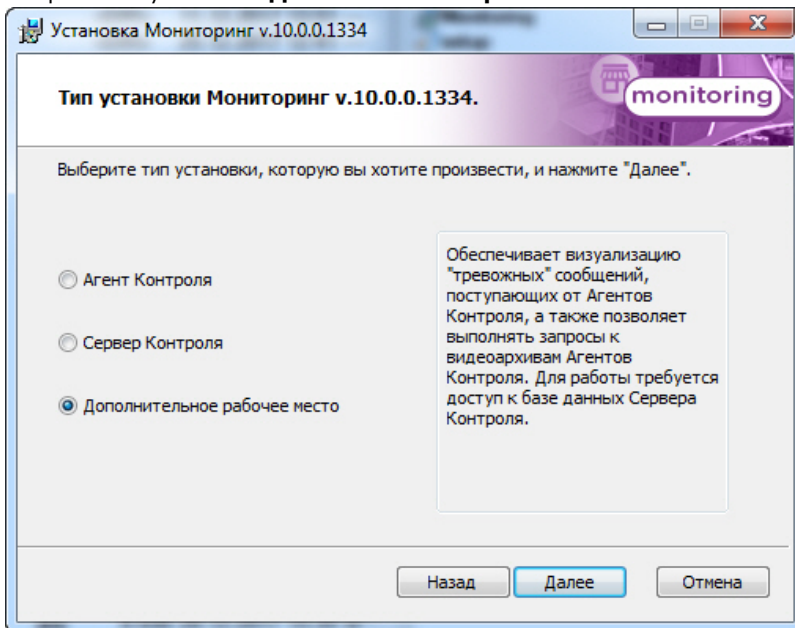 Установка Мониторинг v.10.0.0.1334
Тип установки Мониторинг v.10.0.0.1334.
monitoring
Выберите тип установки, которую вы хотите произвести, и нажмите "Далее".
Агент Контроля
Сервер Контроля
Дополнительное рабочее место
Обеспечивает визуализацию
"тревожных" сообщений,
поступающих от Агентов
Контроля, а также позволяет
выполнять запросы к
видеоархивам Агентов
Контроля. Для работы требуется
доступ к базе данных Сервера
Контроля.
Назад
Далее
Отмена